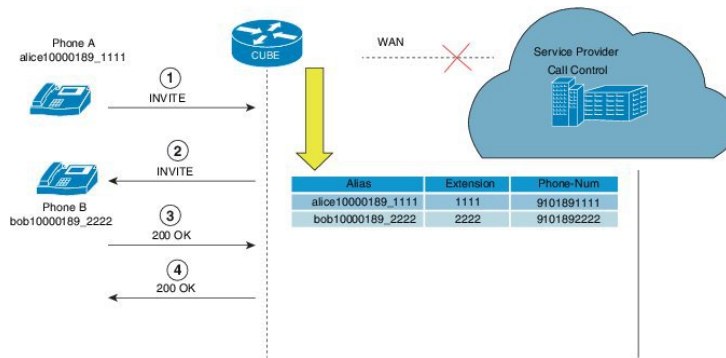 Phone A
alice10000189_1111
1
INVITE
CUBE
WAN
Service Provider
Call Control
2
INVITE
Phone B
bob10000189_2222
3
200 OK
4
200 OK
Alias Extension Phone-Num
alice10000189_1111 1111 9101891111
bob10000189_2222 2222 9101892222